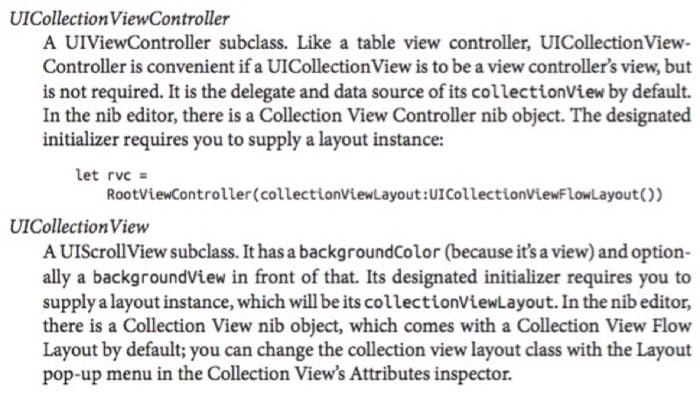 UICollectionViewController
A UIViewController subclass. Like a table view controller, UICollectionView-
Controller is convenient if a UICollectionView is to be a view controller’s view, but
is not required. It is the delegate and data source of its collectionView by default.
In the nib editor, there is a Collection View Controller nib object. The designated
initializer requires you to supply a layout instance:
let rvc =
RootViewController(collectionViewLayout:UICollectionViewFlowLayout())
UICollectionView
A UIScrollView subclass. It has a backgroundColor (because it’s a view) and option-
ally a backgroundView in front of that. Its designated initializer requires you to
supply a layout instance, which will be its collectionViewLayout. In the nib editor,
there is a Collection View nib object, which comes with a Collection View Flow
Layout by default; you can change the collection view layout class with the Layout
pop-up menu in the Collection View’s Attributes inspector.